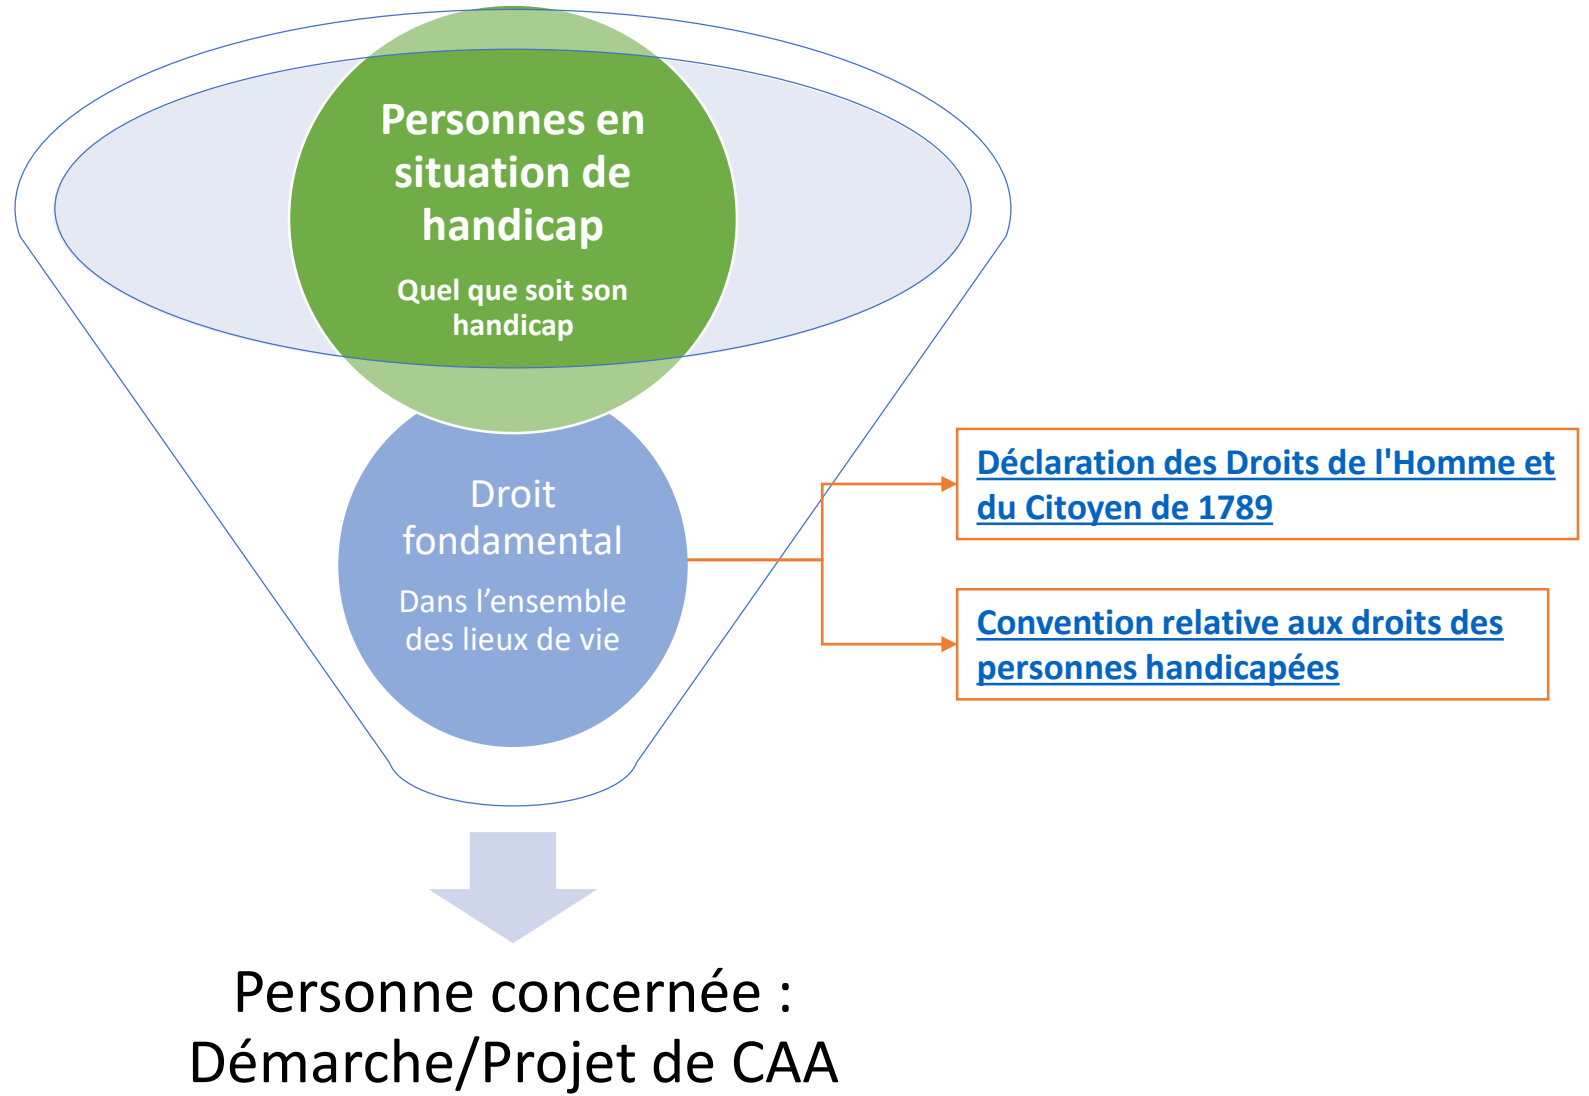 Personnes en
situation de
handicap
Quel que soit son
handicap
Droit
fondamental
Dans l’ensemble
des lieux de vie
Déclaration des Droits de l'Homme et
du Citoyen de 1789
Convention relative aux droits des
personnes handicapées
Personne concernée :
Démarche/Projet de CAA